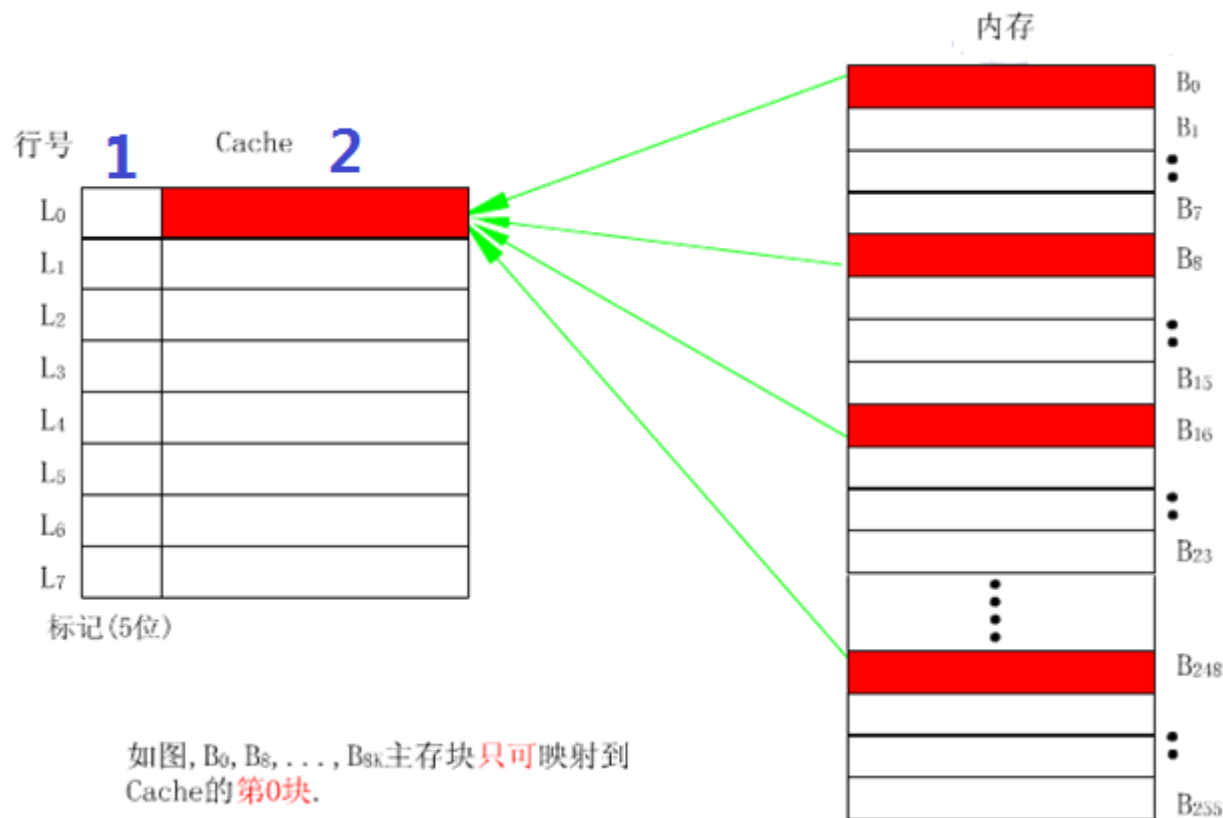 内存
行号 1 Cache 2
L₀
L₁
L₂
L₃
L₄
L₅
L₆
L₇
标记(5位)
B₀
B₁
B₇
B₈
B₁₅
B₁₆
B₂₃
B₂₄₈
B₂₅₅
如图,B₀,B₈,...,B₈ₖ主存块只可映射到
Cache的第0块.